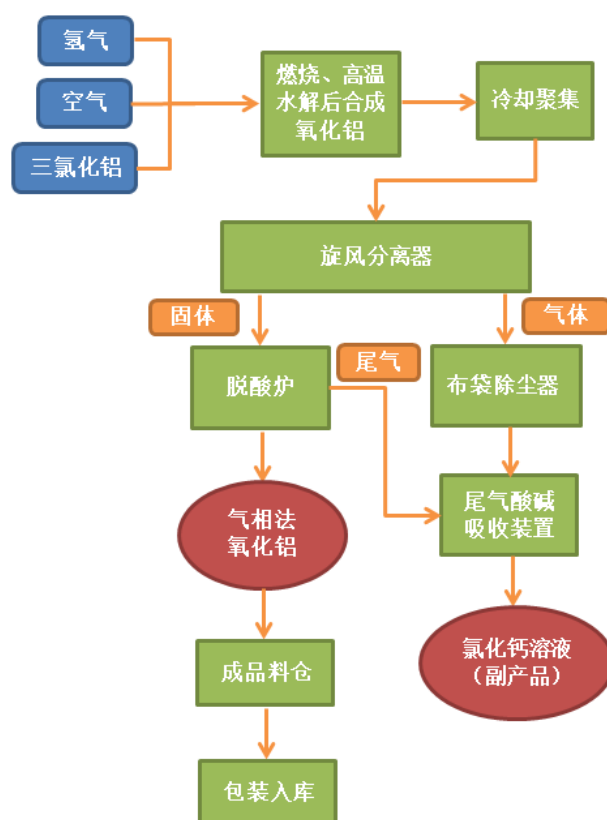 氢气
空气
三氯化铝
燃烧、高温
水解后合成
氧化铝
冷却聚集
旋风分离器
固体
气体
脱酸炉
尾气
布袋除尘器
气相法
氧化铝
尾气酸碱
吸收装置
成品料仓
氯化钙溶液
（副产品）
包装入库